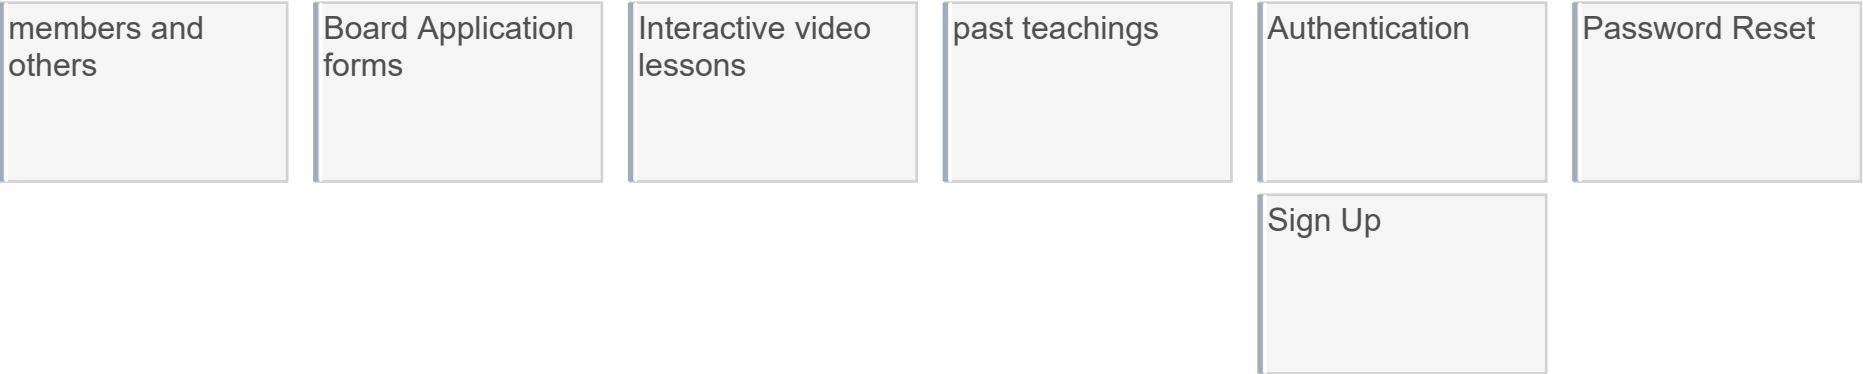 members and
others
Board Application
forms
Interactive video
lessons
past teachings
Authentication
Password Reset
Sign Up